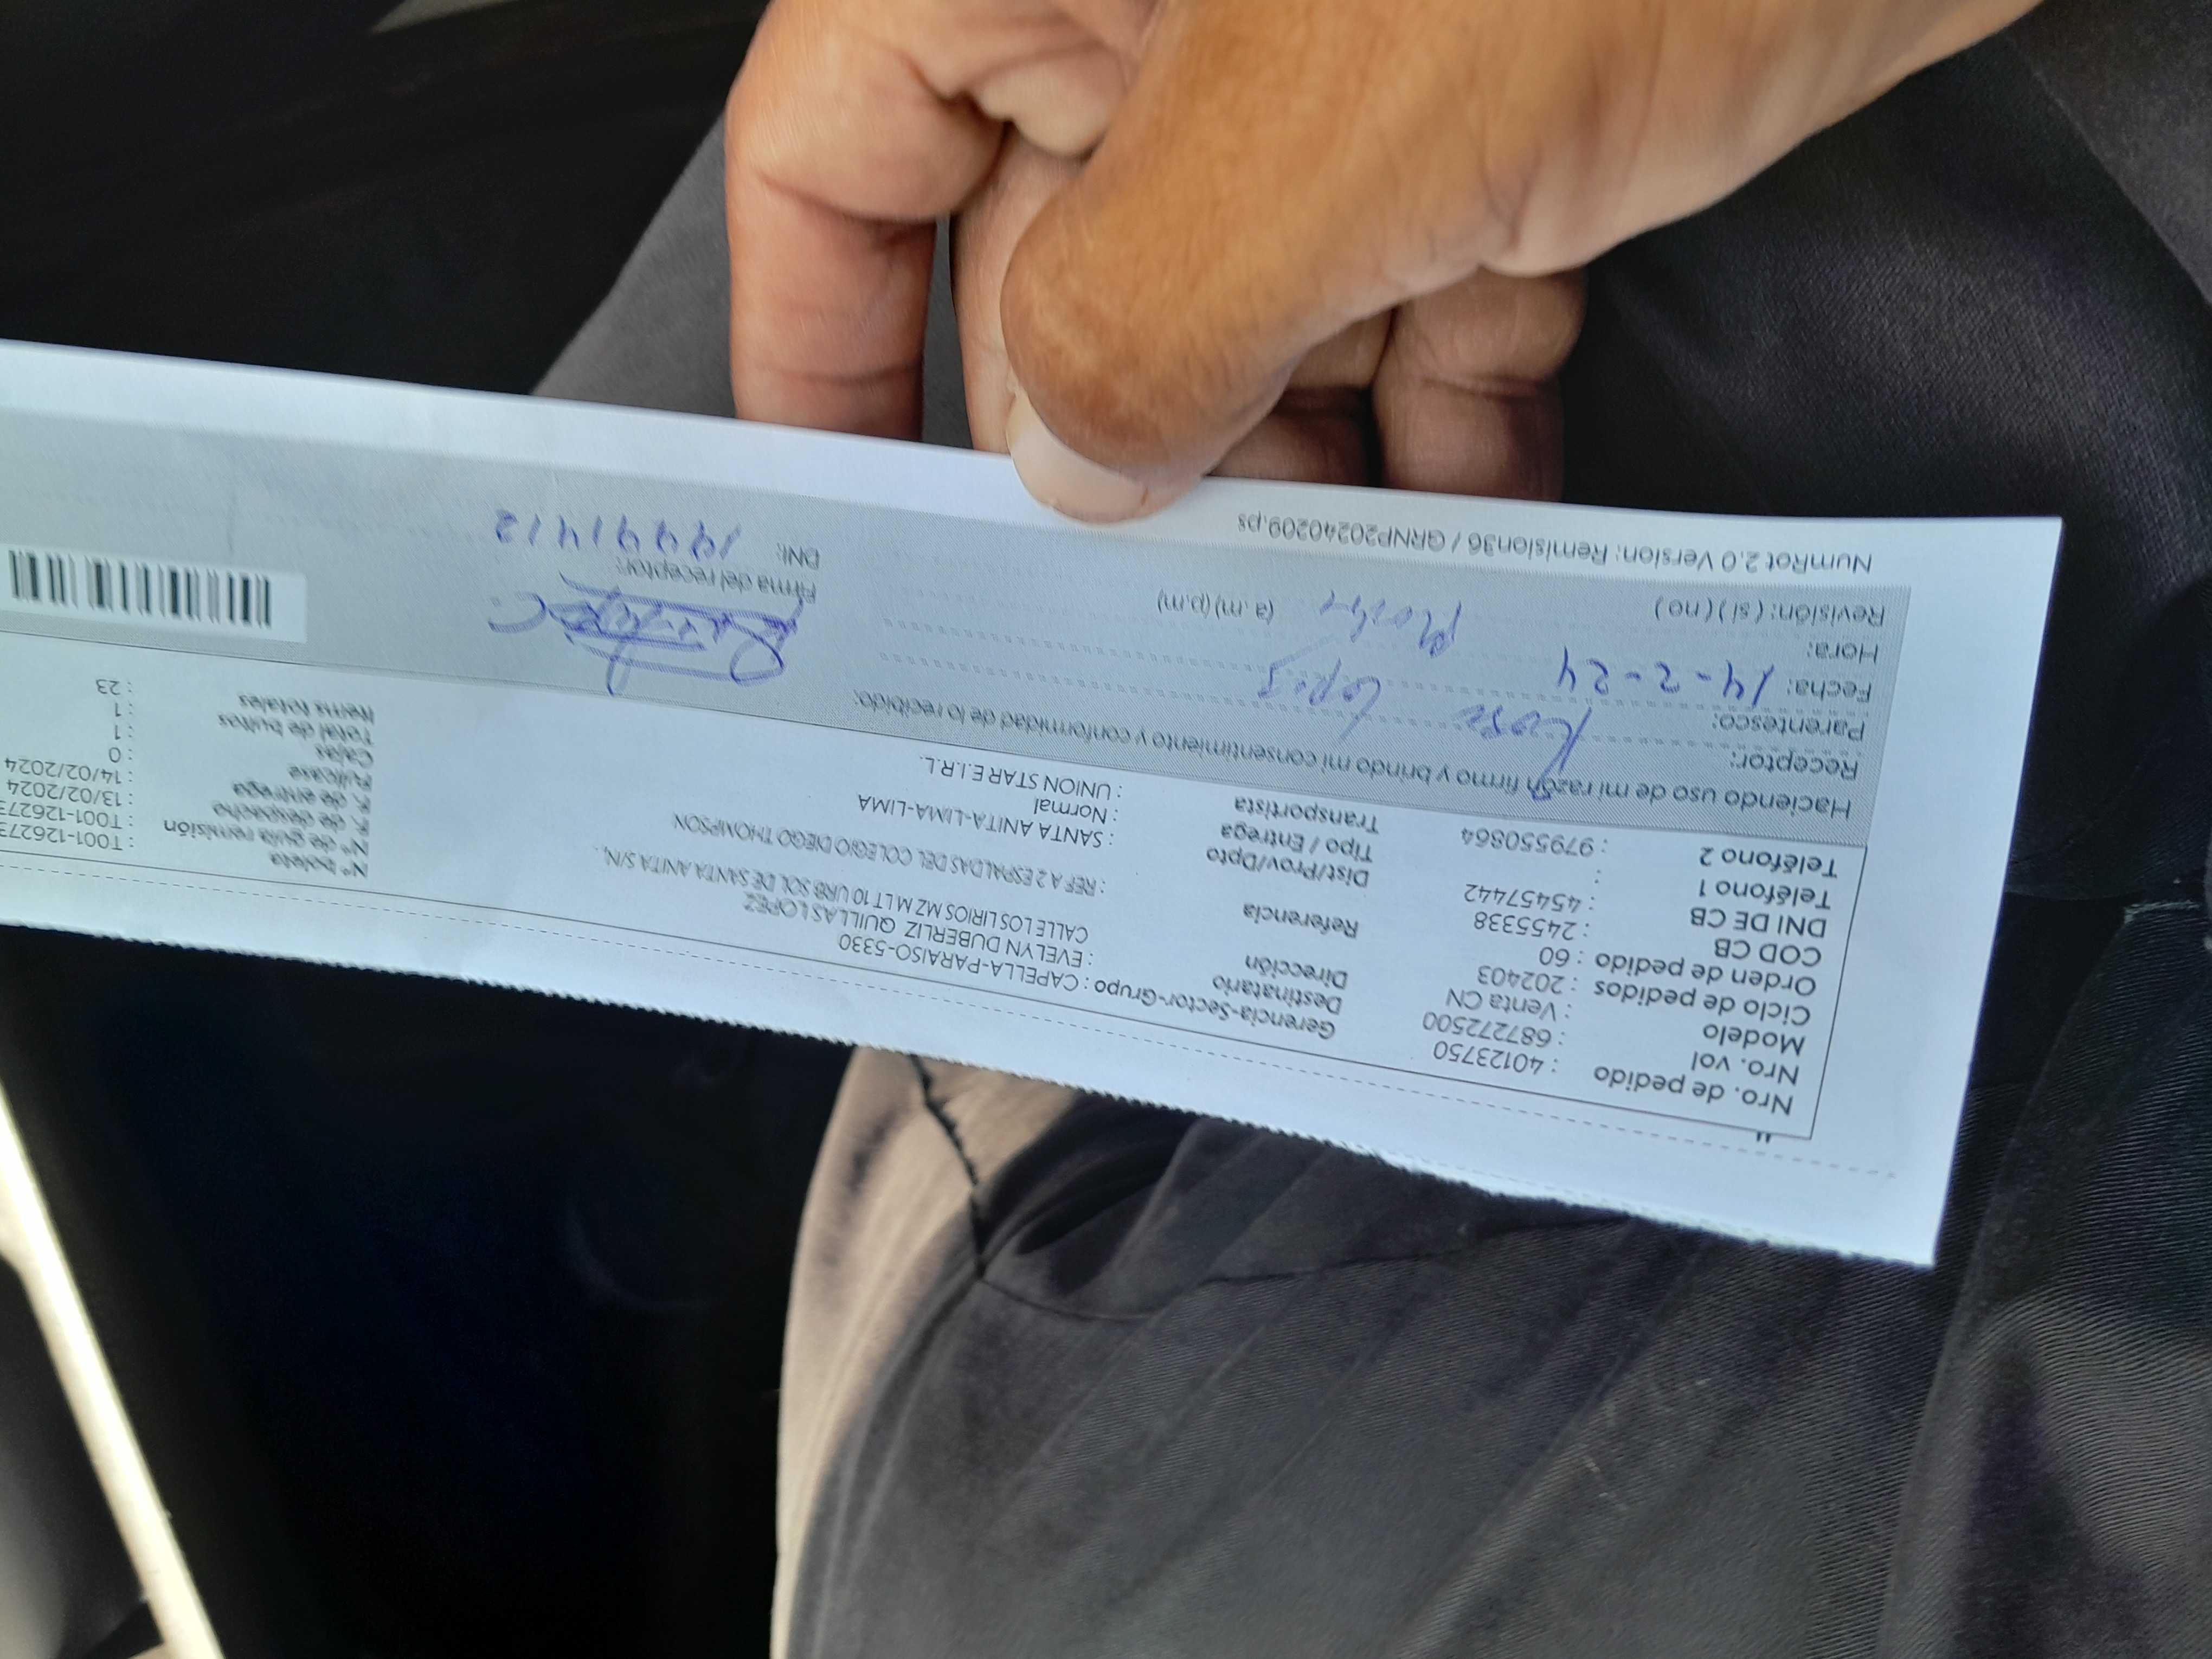 Nro. de pedido : 40123750
Nro. vol : 687272500
Modelo : Venta CN
Ciclo de pedidos : 202403
Orden de pedido : 60
COD CB : 2455338
DNI DE CB : 45457442
Teléfono 1 :
Teléfono 2 : 979550864
Gerencia-Sector-Grupo : CAPELLA-PARAISO-5330
Destinatario : EVELYN DUBERLIZ QUILLAS LOPEZ
Dirección CALLE LOS LIRIOS MZ M LT 10 URB SOL DE SANTA ANITA S/N, .
Referencia : REF A 2 ESPALDAS DEL COLEGIO DIEGO THOMPSON
Dist/Prov/Dpto : SANTA ANITA-LIMA-LIMA
Tipo / Entrega : Normal
Transportista : UNION STAR E.I.R.L.
N° boleta : T001-126273
N° de guía remisión : T001-126273
F. de despacho : 13/02/2024
F. de entrega : 14/02/2024
Fullcase : 0
Cajas : 1
Total de bultos : 1
Items totales : 23
Haciendo uso de mi razón firmo y brindo mi consentimiento y conformidad de lo recibido:
Receptor: Rosa
Parentesco:
Fecha: 14-2-24
Hora: (a.m) (p.m)
Revisión: (si) (no)
Firma del receptor:
DNI: 19991412
NumRot 2.0 Version: Remision36 / GRNP20240209.ps